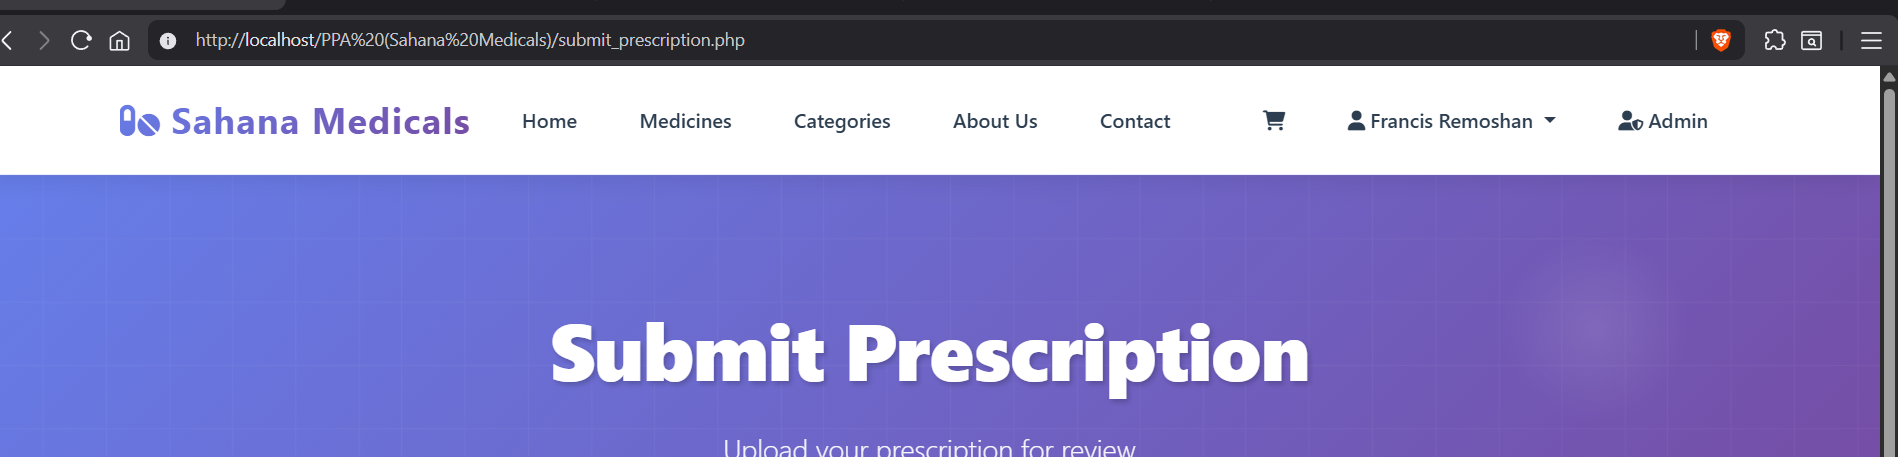 http://localhost/PPA%20(Sahana%20Medicals)/submit_prescription.php
Sahana Medicals Home Medicines Categories About Us Contact Francis Remoshan Admin
Submit Prescription
Upload your prescription for review